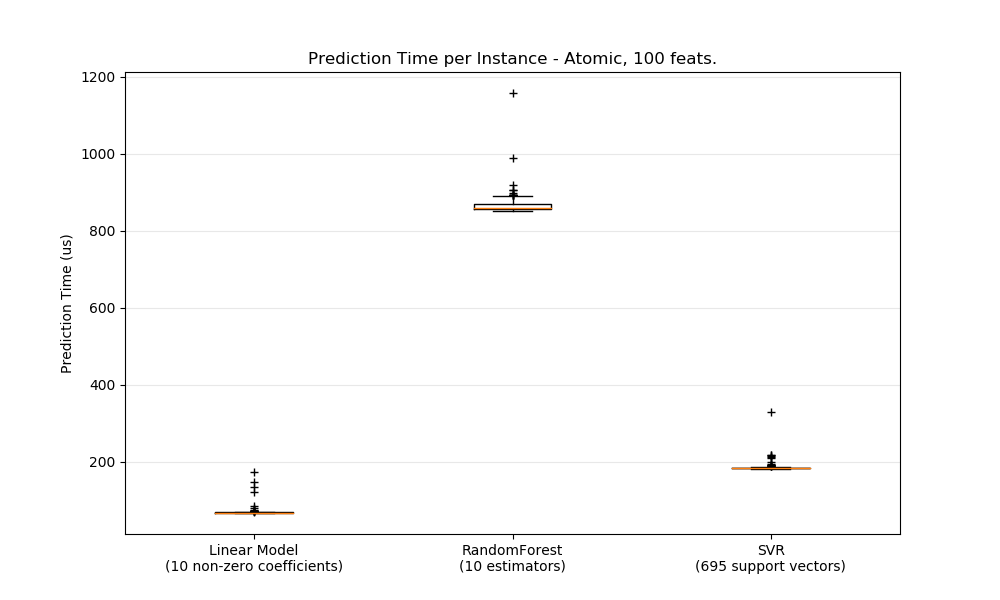 Prediction Time per Instance - Atomic, 100 feats.
1200
1000
800
600
400
200
Prediction Time (us)
Linear Model
(10 non-zero coefficients)
RandomForest
(10 estimators)
SVR
(695 support vectors)